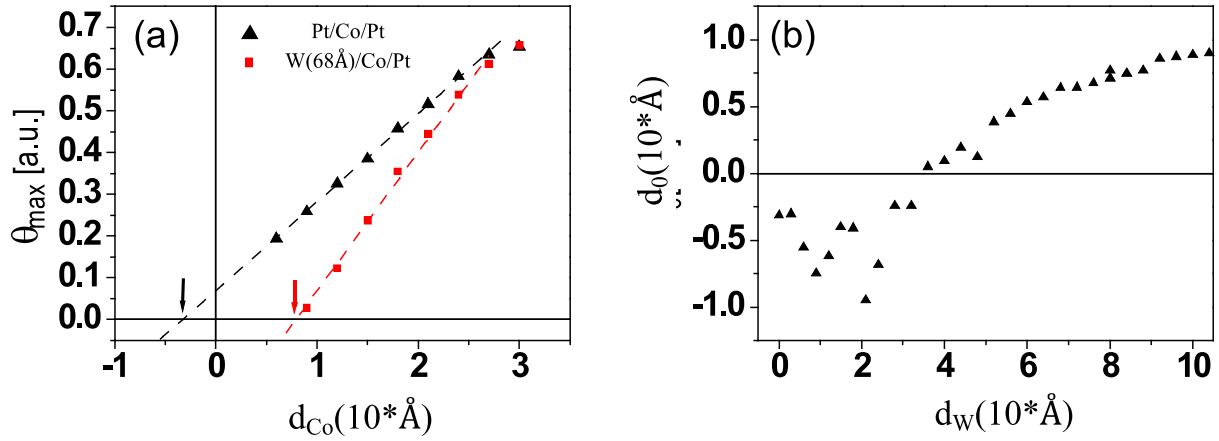 (a)
Pt/Co/Pt
W(68Å)/Co/Pt
θmax [a.u.]
0.7
0.6
0.5
0.4
0.3
0.2
0.1
0.0
-1 0 1 2 3
dCo(10*Å)
(b)
d0(10*Å)
1.0
0.5
0.0
-0.5
-1.0
0 2 4 6 8 10
dW(10*Å)